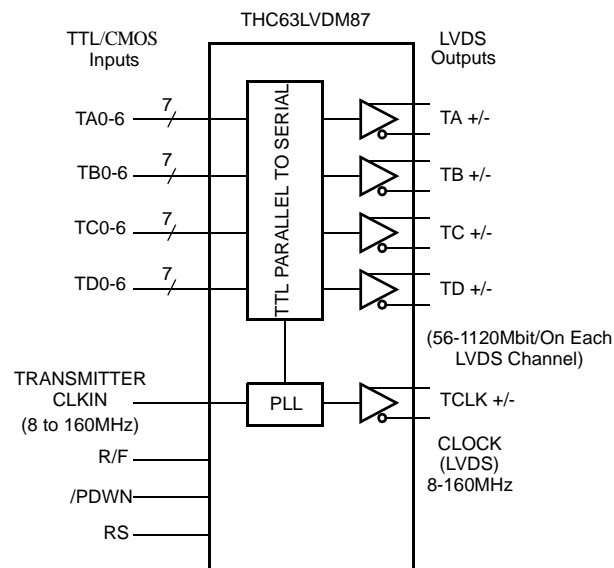 THC63LVDM87
TTL/CMOS
Inputs
LVDS
Outputs
7
TA0-6
TA +/-
7
TB0-6
TB +/-
7
TC0-6
TC +/-
7
TD0-6
TD +/-
TTL PARALLEL TO SERIAL
(56-1120Mbit/On Each
LVDS Channel)
TRANSMITTER
CLKIN
(8 to 160MHz)
PLL
TCLK +/-
CLOCK
(LVDS)
8-160MHz
R/F
/PDWN
RS